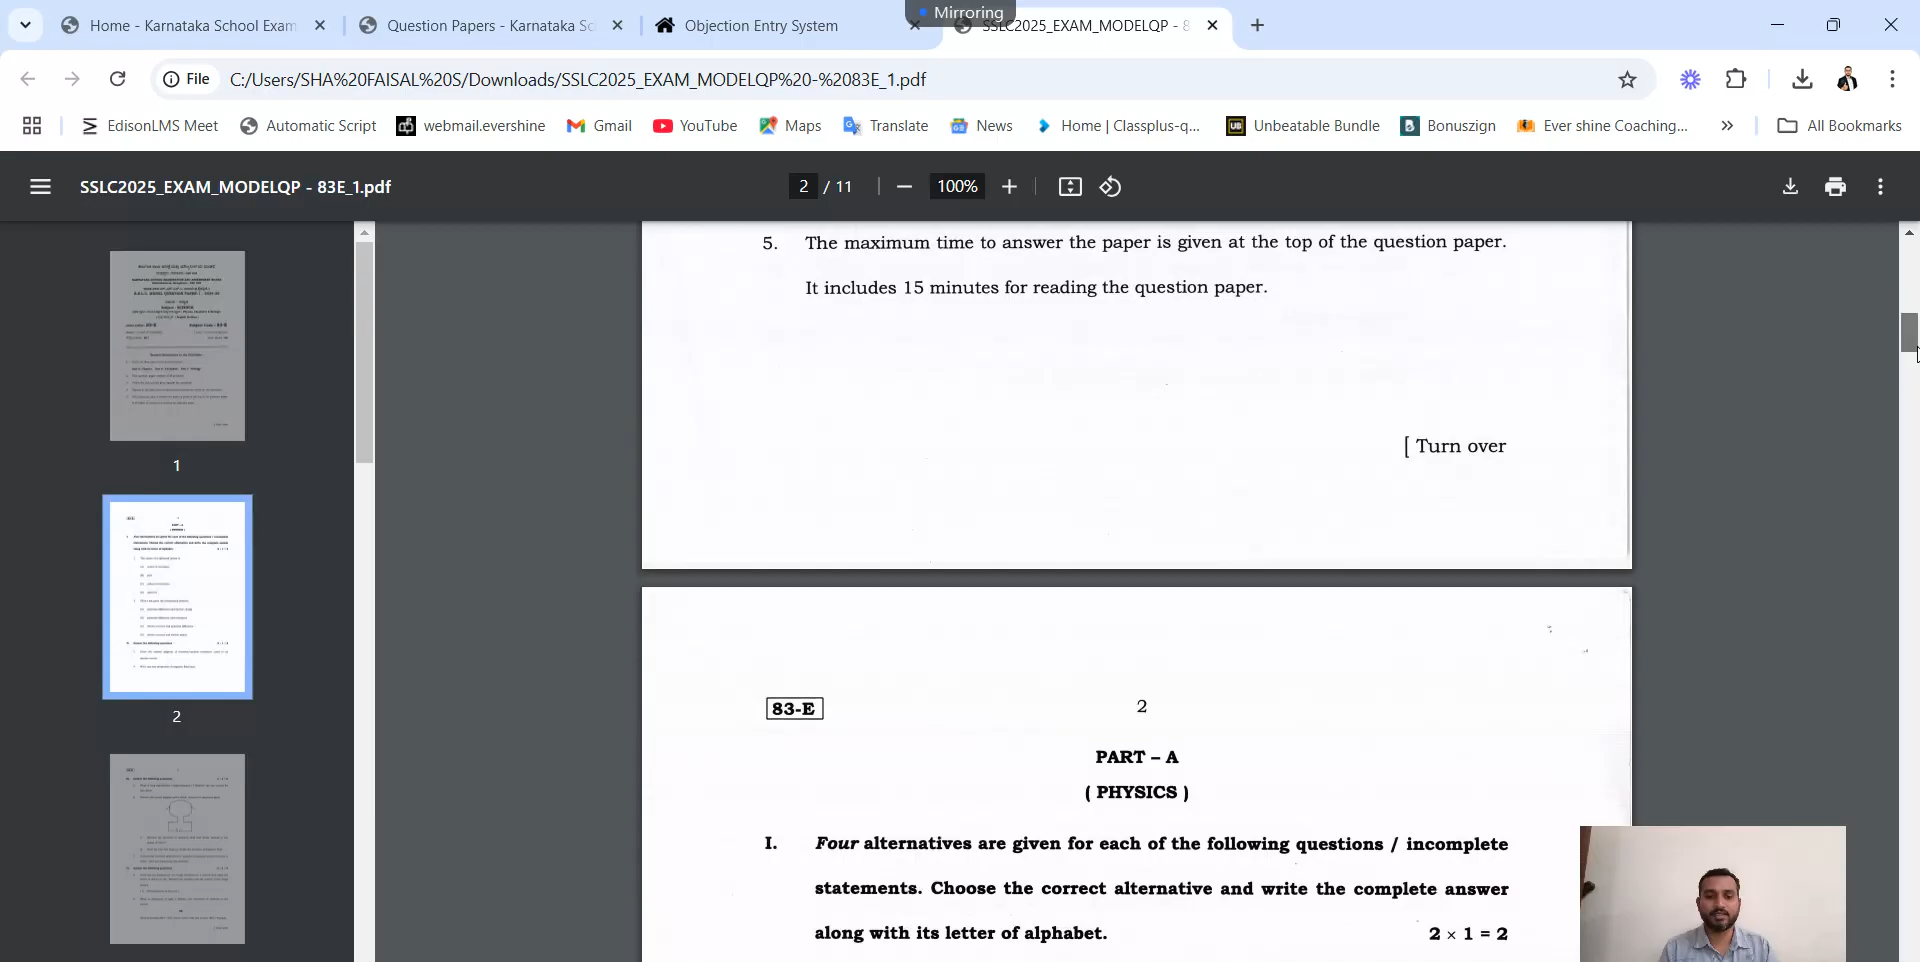 Mirroring
Home - Karnataka School Exam
Question Papers - Karnataka Sc
Objection Entry System
SSLC2025_EXAM_MODELQP - 8
File
C:/Users/SHA%20FAISAL%20S/Downloads/SSLC2025_EXAM_MODELQP%20-%2083E_1.pdf
EdisonLMS Meet
Automatic Script
webmail.evershine
Gmail
YouTube
Maps
Translate
News
Home | Classplus-q...
UB
Unbeatable Bundle
Bonuszign
Ever shine Coaching...
All Bookmarks
SSLC2025_EXAM_MODELQP - 83E_1.pdf
2 / 11
100%
1
2
5. The maximum time to answer the paper is given at the top of the question paper.
It includes 15 minutes for reading the question paper.
[ Turn over
83-E
2
PART – A
( PHYSICS )
I. Four alternatives are given for each of the following questions / incomplete
statements. Choose the correct alternative and write the complete answer
along with its letter of alphabet. 2 × 1 = 2